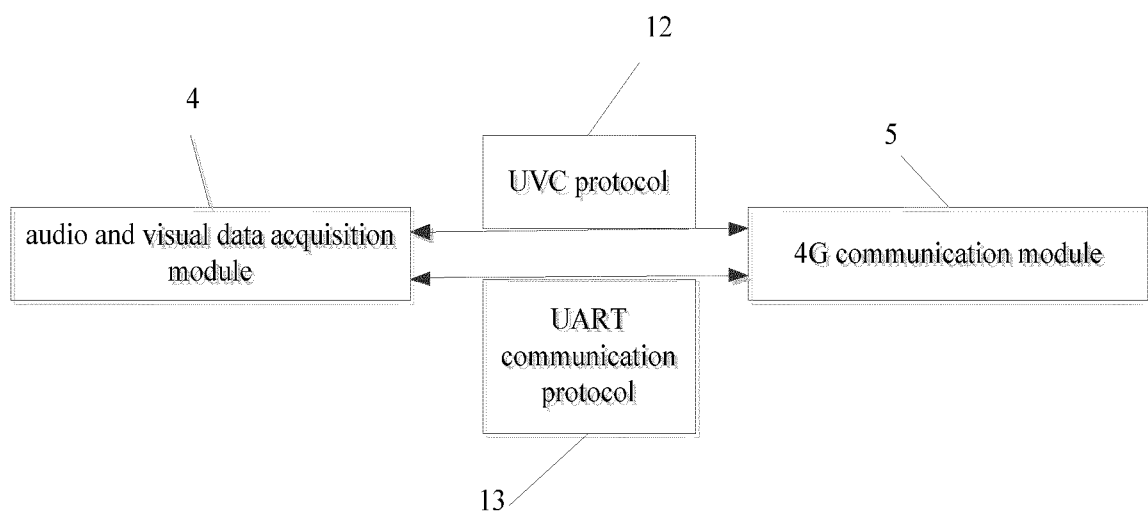 12
4
5
UVC protocol
audio and visual data acquisition
module
4G communication module
UART
communication
protocol
13